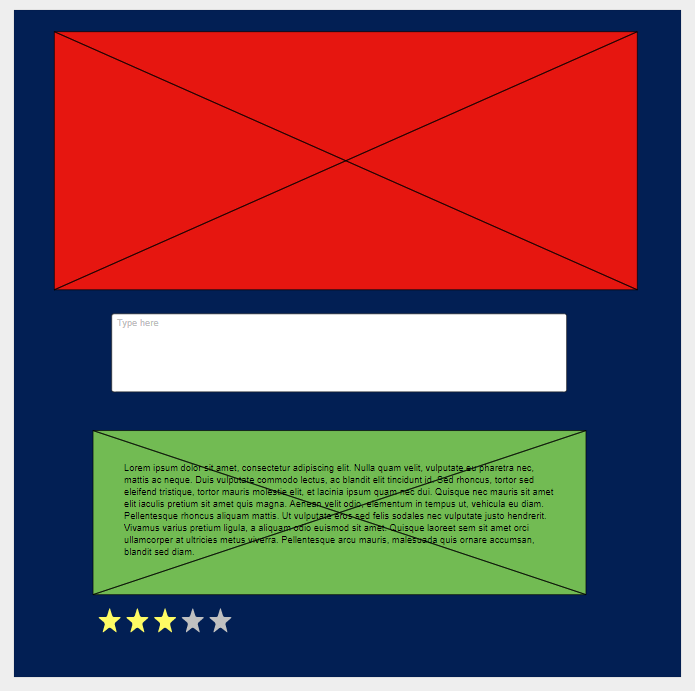 Type here
Lorem ipsum dolor sit amet, consectetur adipiscing elit. Nulla quam velit, vulputate eu pharetra nec,
mattis ac neque. Duis vulputate commodo lectus, ac blandit elit tincidunt id. Sed rhoncus, tortor sed
eleifend tristique, tortor mauris molestie elit, et lacinia ipsum quam nec dui. Quisque nec mauris sit amet
elit iaculis pretium sit amet quis magna. Aenean velit odio, elementum in tempus ut, vehicula eu diam.
Pellentesque rhoncus aliquam mattis. Ut vulputate eros sed felis sodales nec vulputate justo hendrerit.
Vivamus varius pretium ligula, a aliquam odio euismod sit amet. Quisque laoreet sem sit amet orci
ullamcorper at ultricies metus viverra. Pellentesque arcu mauris, malesuada quis ornare accumsan,
blandit sed diam.